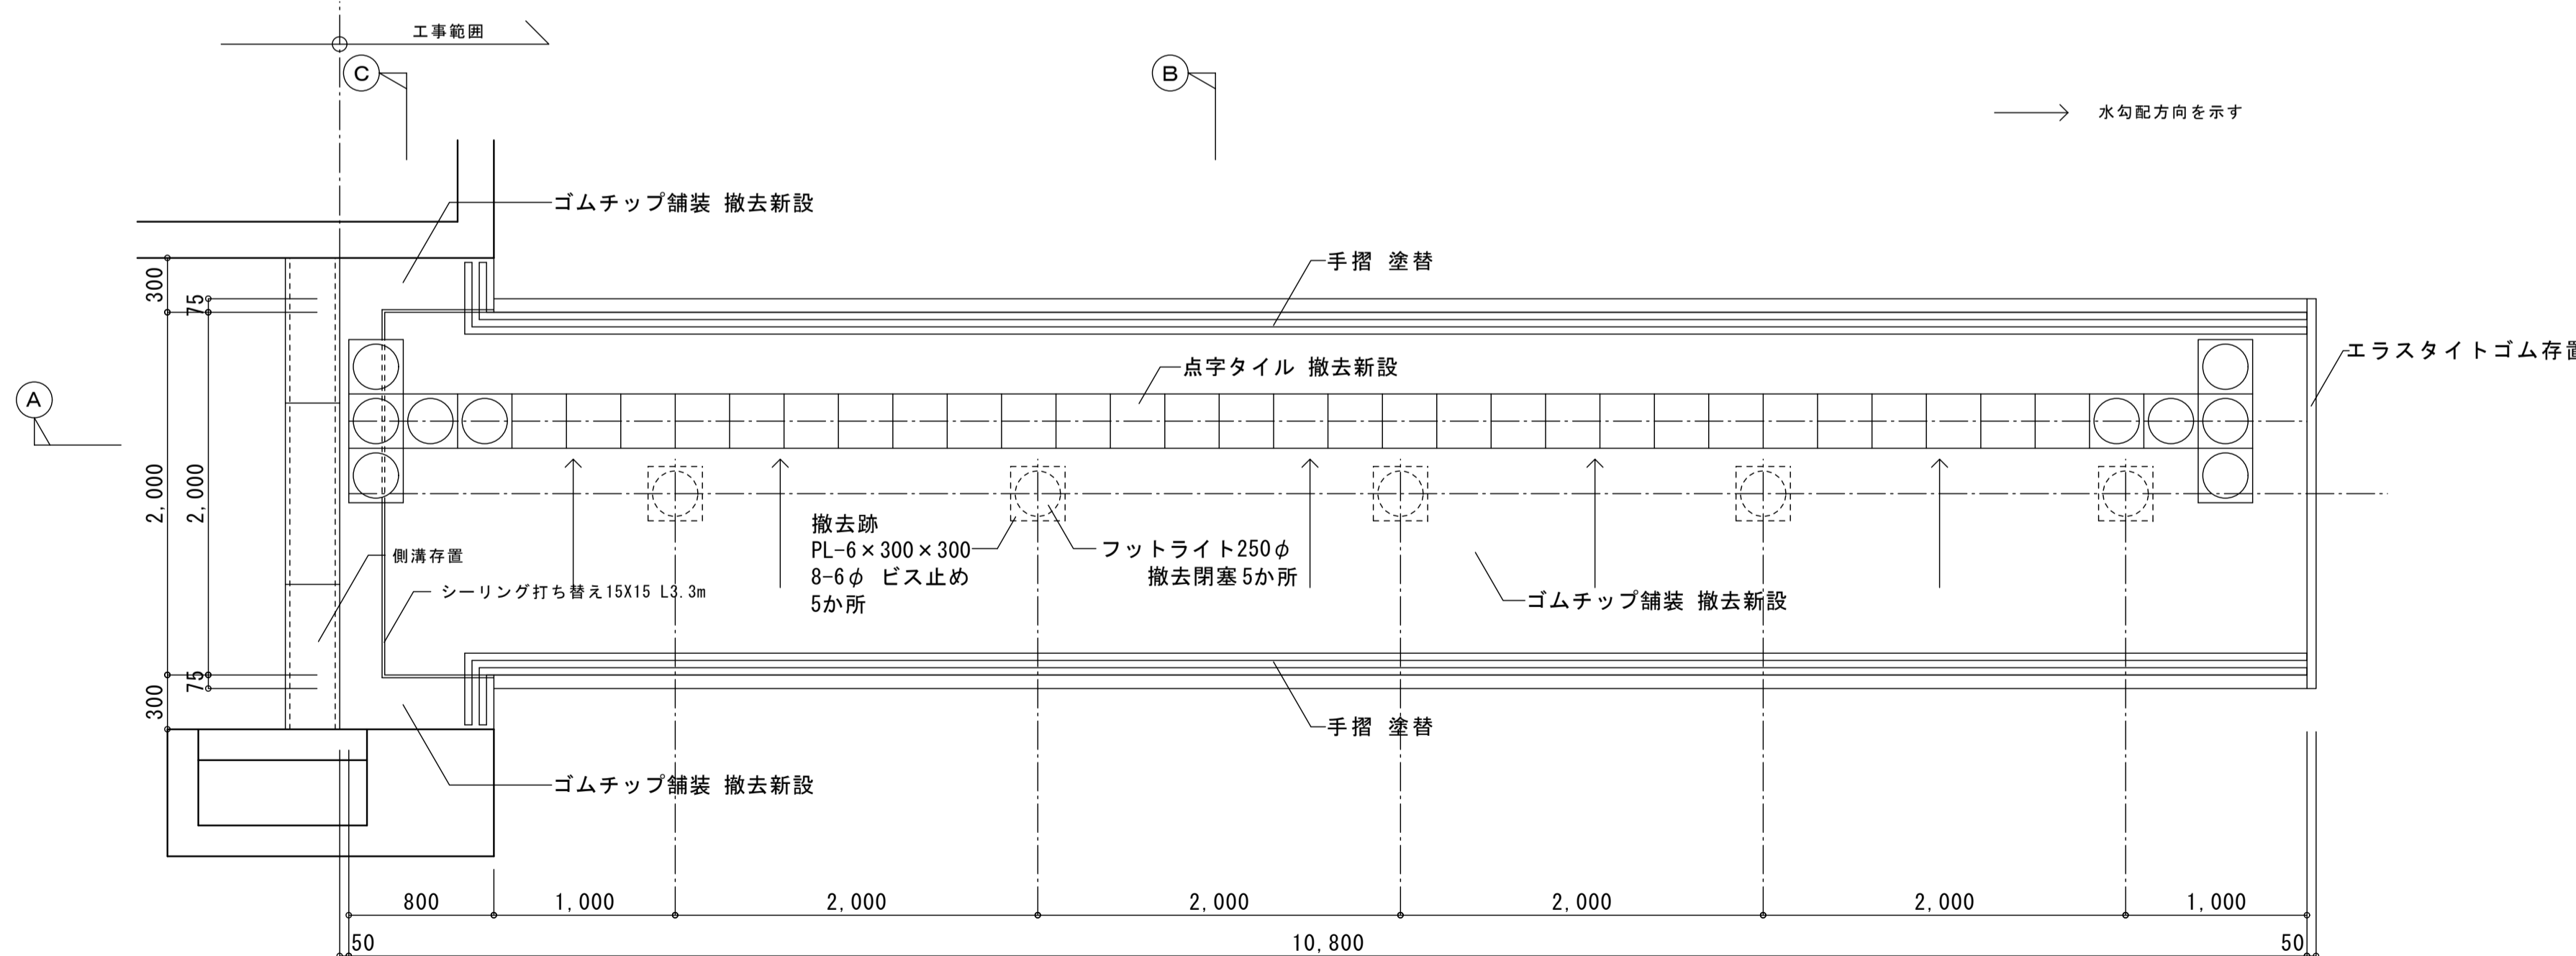 工事範囲
C
B
水勾配方向を示す
ゴムチップ舗装 撤去新設
手摺 塗替
300
75
エラスタイトゴム存置
点字タイル 撤去新設
A
2,000
2,000
撤去跡
PL-6×300×300
8-6φ ビス止め
5か所
フットライト250φ
撤去閉塞5か所
側溝存置
シーリング打ち替え15X15 L3.3m
ゴムチップ舗装 撤去新設
75
300
手摺 塗替
ゴムチップ舗装 撤去新設
800
1,000
2,000
2,000
2,000
2,000
1,000
50
10,800
50